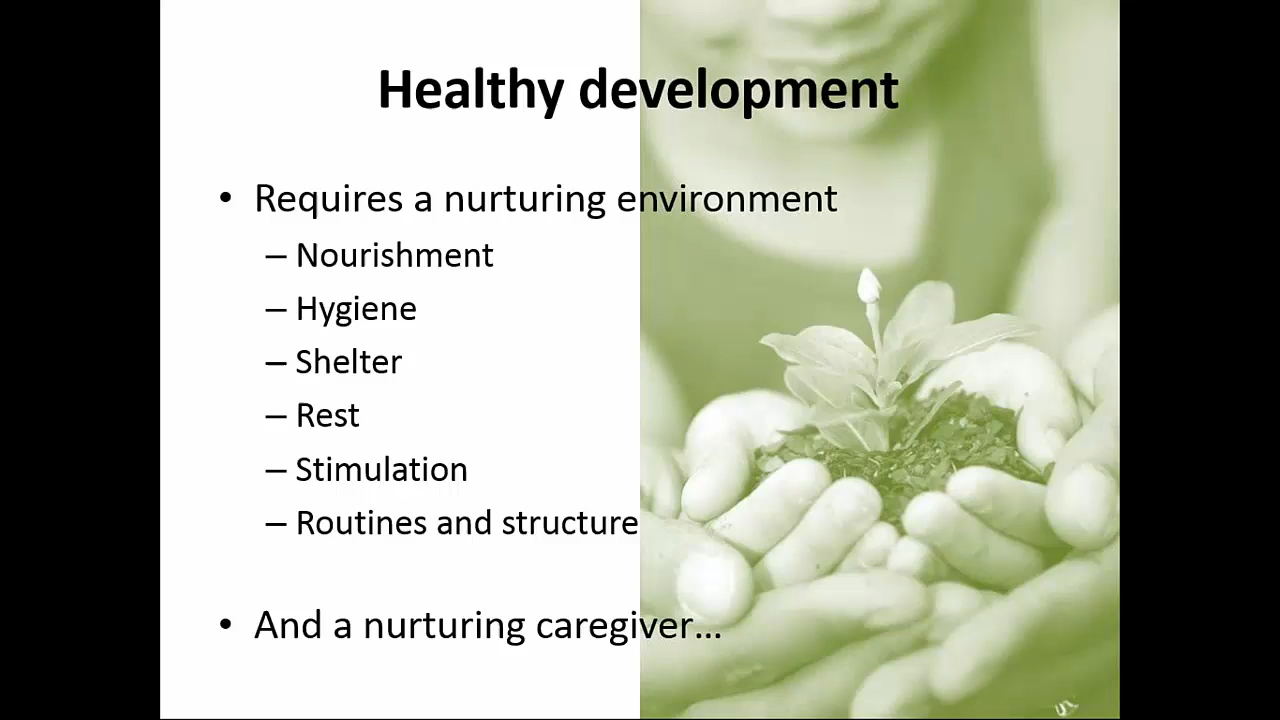 Healthy development
• Requires a nurturing environment
– Nourishment
– Hygiene
– Shelter
– Rest
– Stimulation
– Routines and structure
• And a nurturing caregiver...